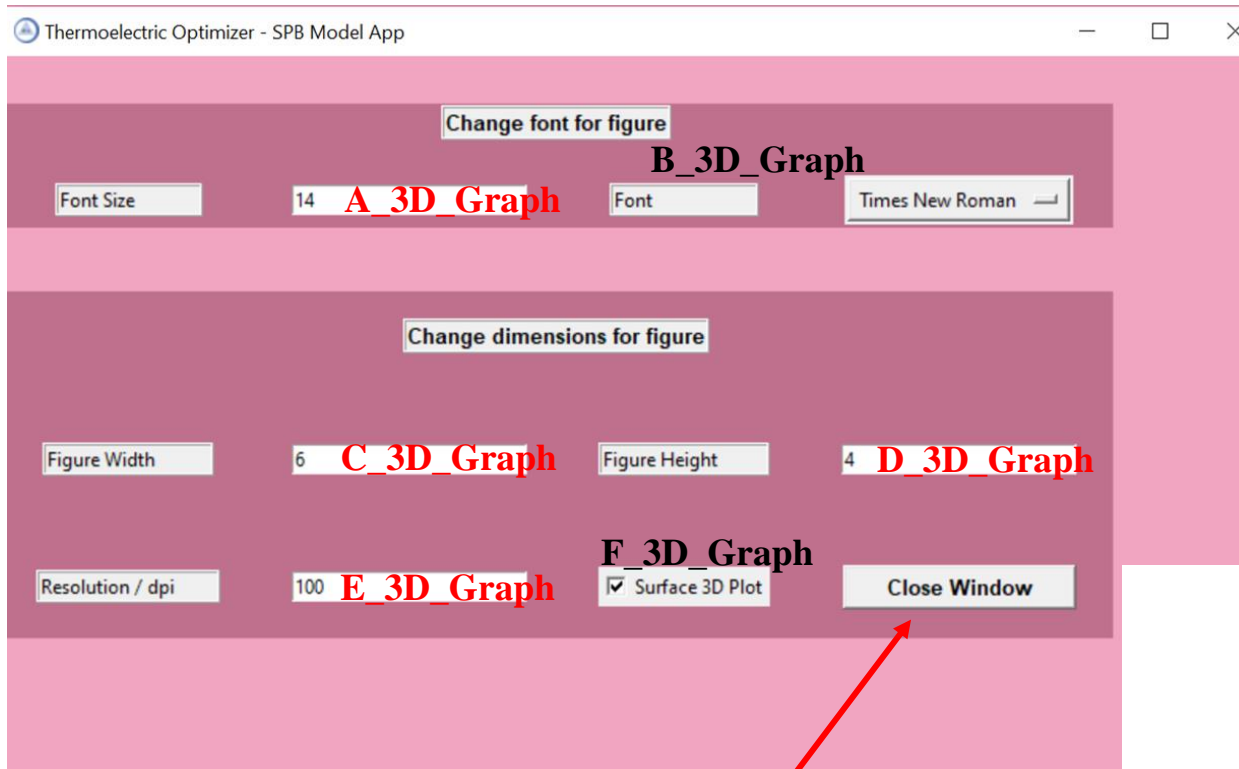 Thermoelectric Optimizer - SPB Model App
Change font for figure
B_3D_Graph
Font Size 14 A_3D_Graph Font Times New Roman
Change dimensions for figure
Figure Width 6 C_3D_Graph Figure Height 4 D_3D_Graph
F_3D_Graph
Resolution / dpi 100 E_3D_Graph Surface 3D Plot Close Window